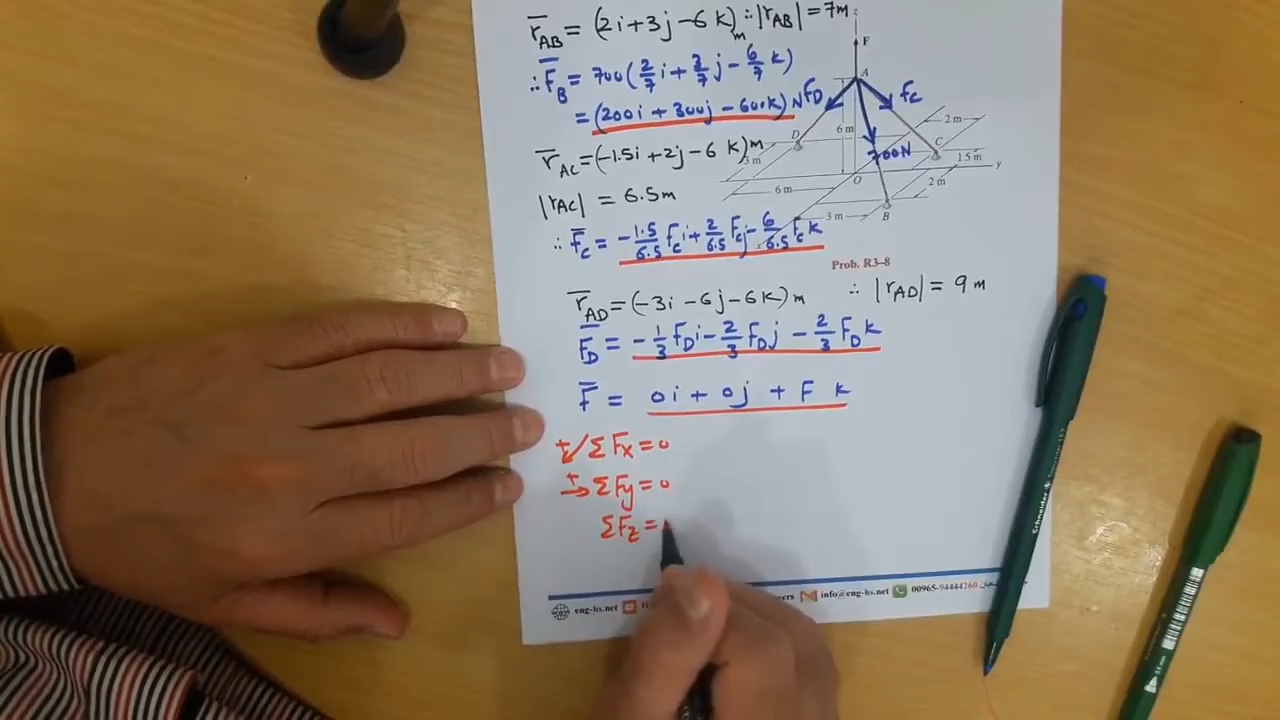 r̅AB = (2i+3j-6k)m ∴ |rAB| = 7m
∴ F̅B = 700(2/7 i + 3/7 j - 6/7 k)
= (200i + 300j - 600k) N
r̅AC = (-1.5i + 2j - 6 k)m
|rAC| = 6.5m
∴ F̅C = -1.5/6.5 FC i + 2/6.5 FC j - 6/6.5 FC k
z
F
A
FD
FC
6 m
D
2 m
C
700N
1.5 m
y
3 m
O
6 m
2 m
B
3 m
Prob. R3–8
r̅AD = (-3i - 6j - 6k)m ∴ |rAD| = 9m
F̅D = -1/3 FD i - 2/3 FD j - 2/3 FD k
F̅ = 0i + 0j + F k
+↙ ΣFx = 0
+→ ΣFy = 0
ΣFz =
eng-hs.net
eers info@eng-hs.net 00965-94444260